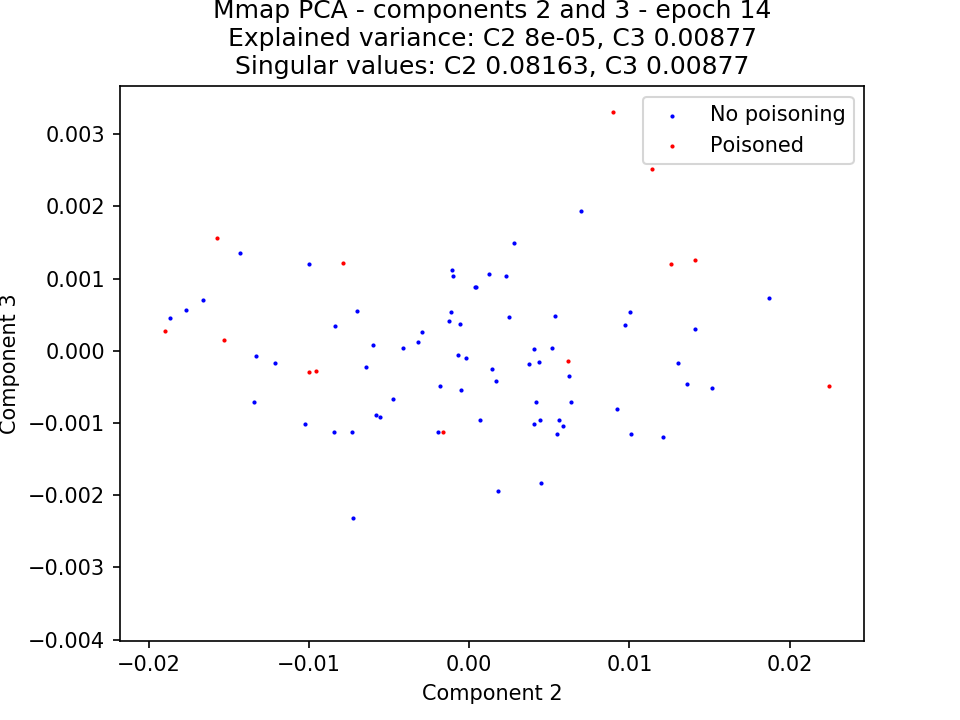 Mmap PCA - components 2 and 3 - epoch 14
Explained variance: C2 8e-05, C3 0.00877
Singular values: C2 0.08163, C3 0.00877
No poisoning
Poisoned
0.003
0.002
0.001
0.000
−0.001
−0.002
−0.003
−0.004
Component 3
−0.02
−0.01
0.00
0.01
0.02
Component 2